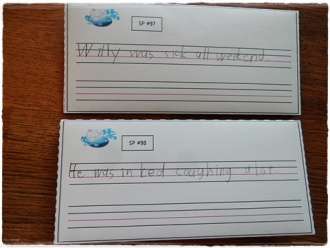 SP #97
Willy was sick all weekend.
SP #98
He was in bed coughing a lot.